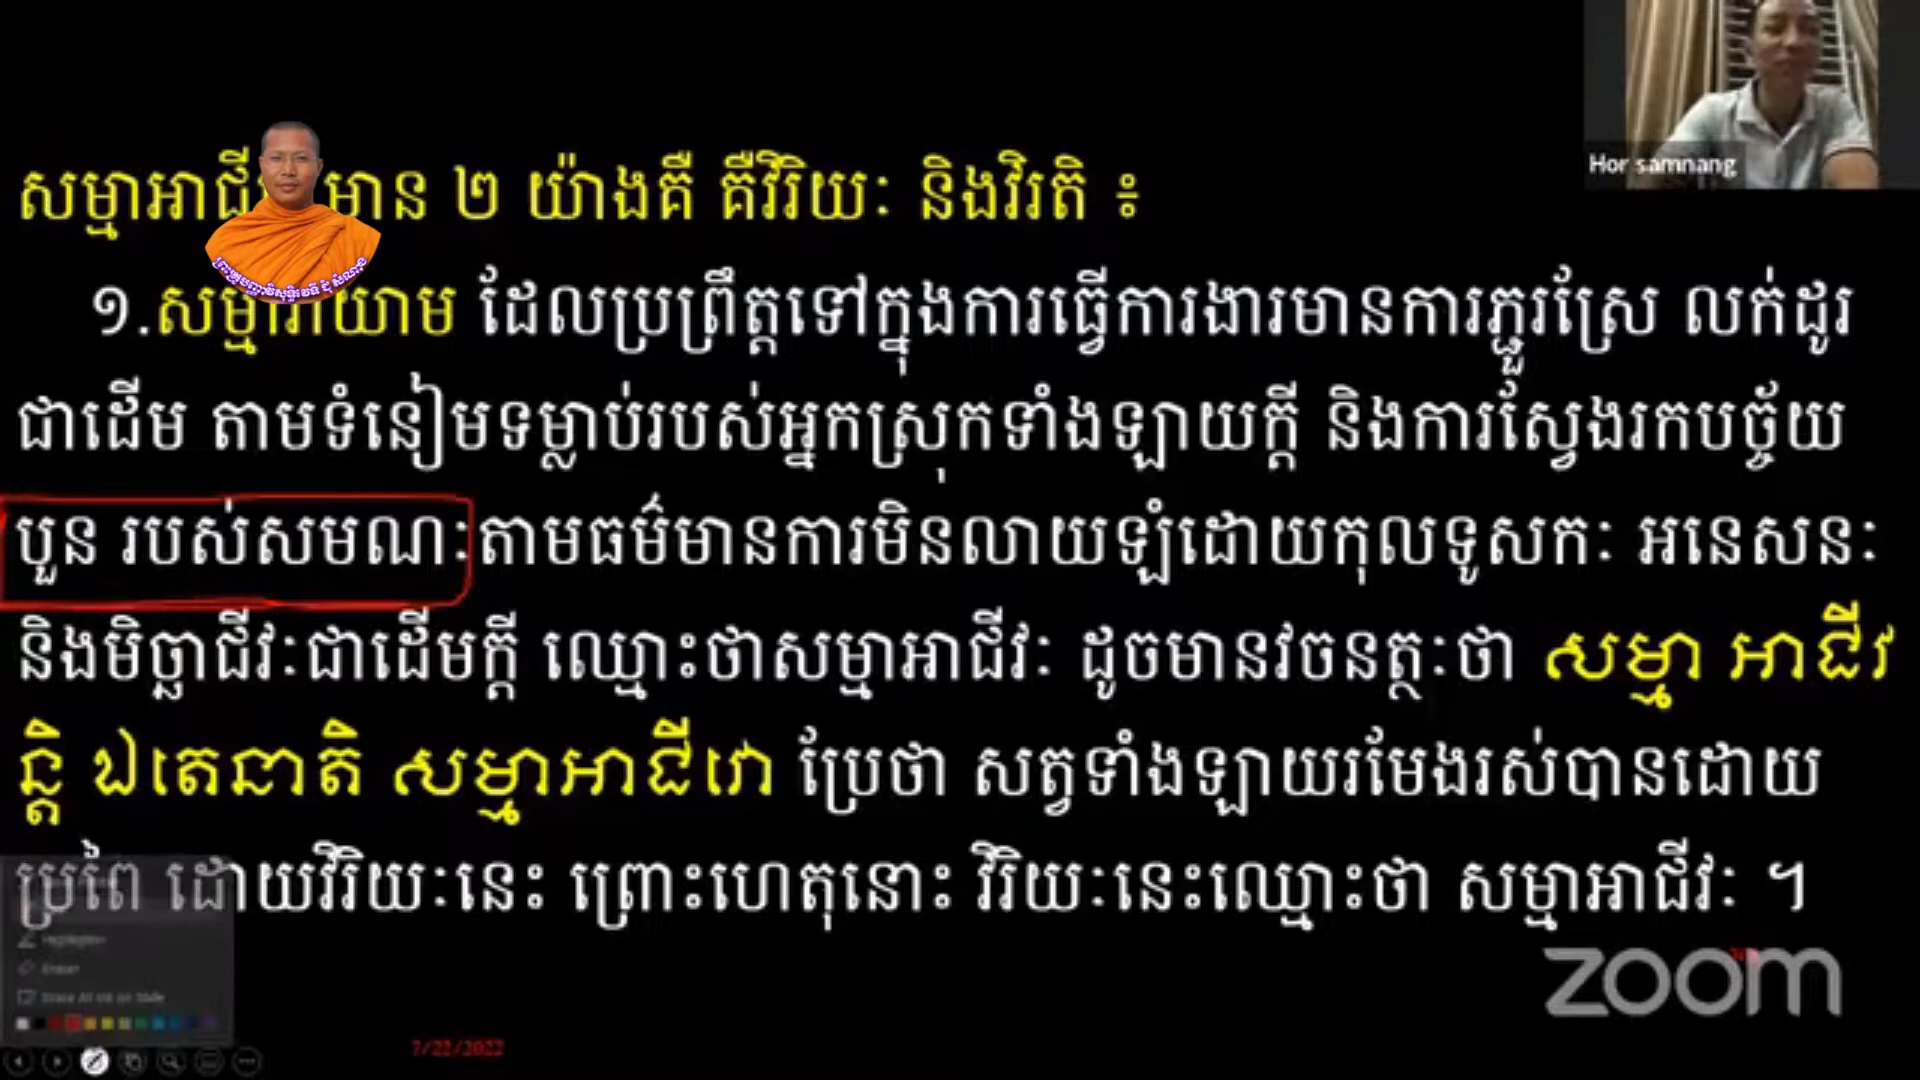 Hor samnang
សម្មាអាជីវៈមាន ២ យ៉ាងគឺ គឺវិរិយៈ និងវិរតិ ៖
១.សម្មាវាយាម ដែលប្រព្រឹត្តទៅក្នុងការធ្វើការងារមានការភ្ជួរស្រែ លក់ដូរ
ជាដើម តាមទំនៀមទម្លាប់របស់អ្នកស្រុកទាំងឡាយក្តី និងការស្វែងរកបច្ច័យ
បួន របស់សមណៈតាមធម៌មានការមិនលាយឡំដោយកុលទូសកៈ អនេសនៈ
និងមិច្ឆាជីវៈជាដើមក្តី ឈ្មោះថាសម្មាអាជីវៈ ដូចមានវចនត្ថៈថា សម្មា អាជីវ
ន្តិ ឯតេនាតិ សម្មាអាជីវោ ប្រែថា សត្វទាំងឡាយរមែងរស់បានដោយ
ប្រពៃ ដោយវិរិយៈនេះ ព្រោះហេតុនោះ វិរិយៈនេះឈ្មោះថា សម្មាអាជីវៈ ។
Highlighter
Eraser
Erase All Ink on Slide
zoom
7/22/2022